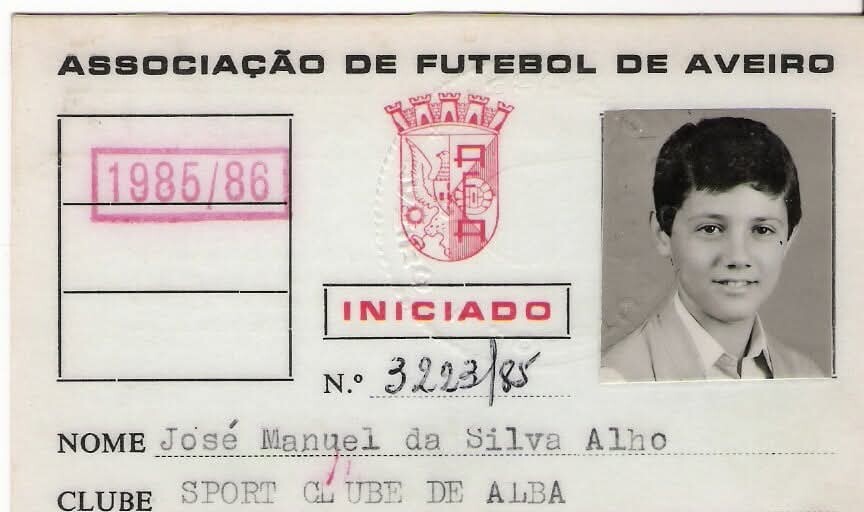 ASSOCIAÇÃO DE FUTEBOL DE AVEIRO
1985/86
AFA
INICIADO
N.º 3223/85
NOME José Manuel da Silva Alho
CLUBE SPORT CLUBE DE ALBA